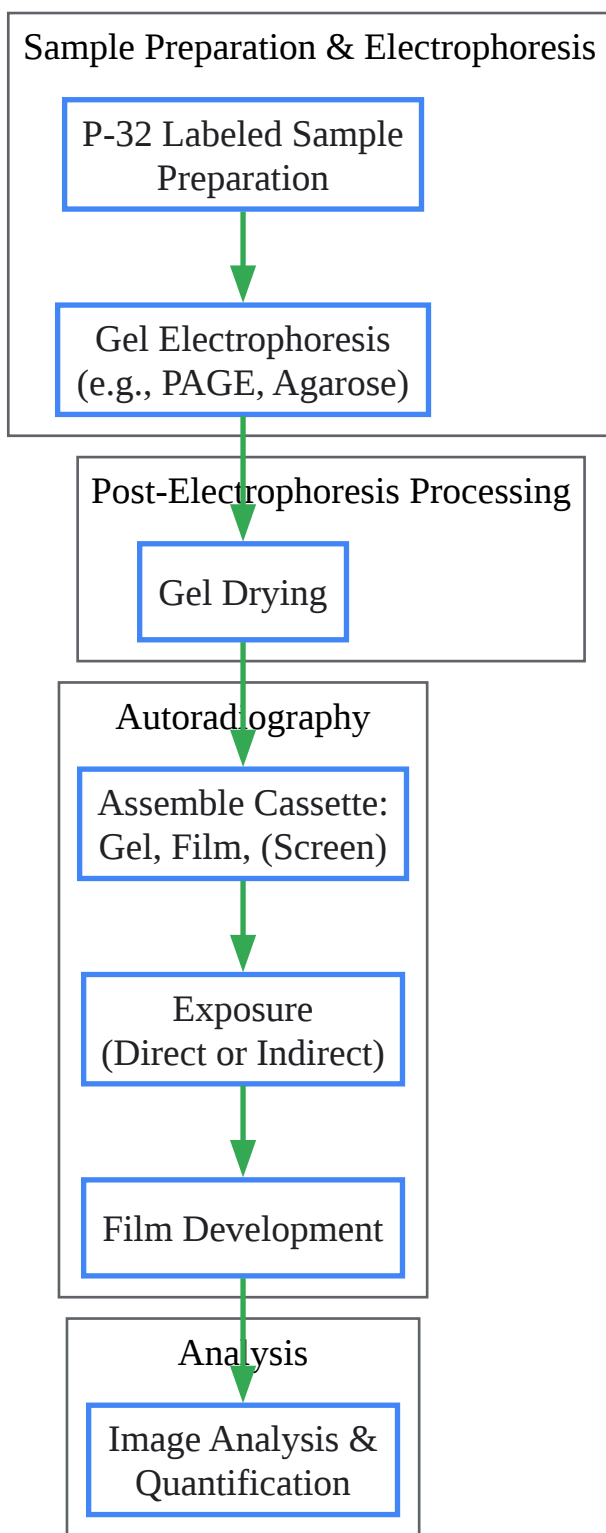 Sample Preparation & Electrophoresis
P-32 Labeled Sample
Preparation
Gel Electrophoresis
(e.g., PAGE, Agarose)
Post-Electrophoresis Processing
Gel Drying
Autoradiography
Assemble Cassette:
Gel, Film, (Screen)
Exposure
(Direct or Indirect)
Film Development
Analysis
Image Analysis &
Quantification